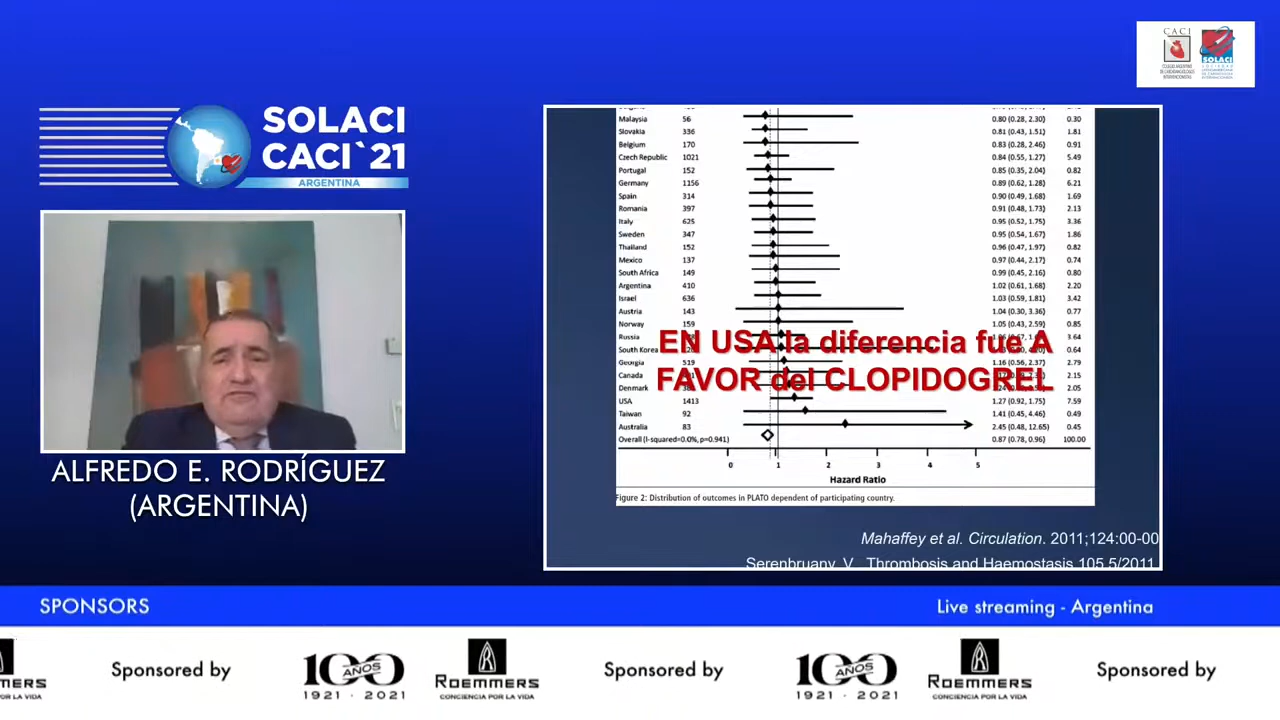 CACI
SOLACI
SOLACI
CACI`21
ARGENTINA
ALFREDO E. RODRÍGUEZ
(ARGENTINA)
Malaysia 56 0.80 (0.28, 2.30) 0.30
Slovakia 336 0.81 (0.43, 1.51) 1.81
Belgium 170 0.83 (0.28, 2.46) 0.91
Czech Republic 1021 0.84 (0.55, 1.27) 5.49
Portugal 152 0.85 (0.35, 2.04) 0.82
Germany 1156 0.89 (0.62, 1.28) 6.21
Spain 314 0.90 (0.49, 1.68) 1.69
Romania 397 0.91 (0.48, 1.73) 2.13
Italy 625 0.95 (0.52, 1.75) 3.36
Sweden 347 0.95 (0.54, 1.67) 1.86
Thailand 152 0.96 (0.47, 1.97) 0.82
Mexico 137 0.97 (0.44, 2.17) 0.74
South Africa 149 0.99 (0.45, 2.16) 0.80
Argentina 410 1.02 (0.61, 1.68) 2.20
Israel 636 1.03 (0.59, 1.81) 3.42
Austria 143 1.04 (0.30, 3.36) 0.77
Norway 159 1.05 (0.43, 2.59) 0.85
Russia 3.64
South Korea 0.64
EN USA la diferencia fue A
FAVOR del CLOPIDOGREL
Georgia 519 1.16 (0.56, 2.37) 2.79
Canada 2.15
Denmark 2.05
USA 1413 1.27 (0.92, 1.75) 7.59
Taiwan 92 1.41 (0.45, 4.46) 0.49
Australia 83 2.45 (0.48, 12.65) 0.45
Overall (I-squared=0.0%, p=0.941) 0.87 (0.78, 0.96) 100.00
0 1 2 3 4 5
Hazard Ratio
Figure 2: Distribution of outcomes in PLATO dependent of participating country.
Mahaffey et al. Circulation. 2011;124:00-00
Serenbruany V, Thrombosis and Haemostasis 105.5/2011
SPONSORS
Live streaming - Argentina
MMERS
OR LA VIDA
Sponsored by
100 AÑOS
1921 - 2021
ROEMMERS
CONCIENCIA POR LA VIDA
Sponsored by
100 AÑOS
1921 - 2021
ROEMMERS
CONCIENCIA POR LA VIDA
Sponsored by